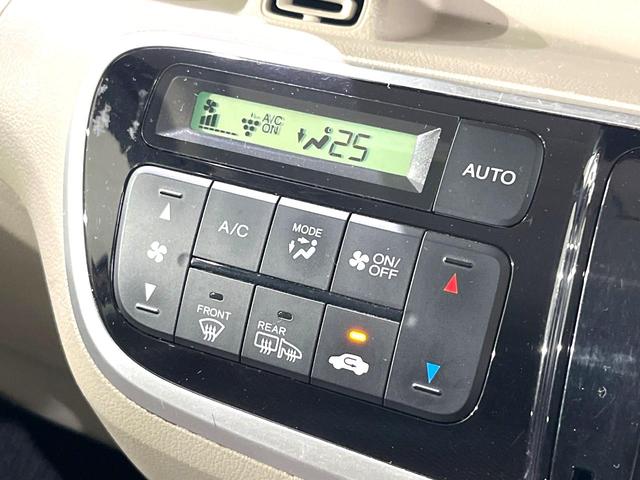 A/C
ON
25
AUTO
A/C
MODE
ON/
OFF
FRONT
REAR